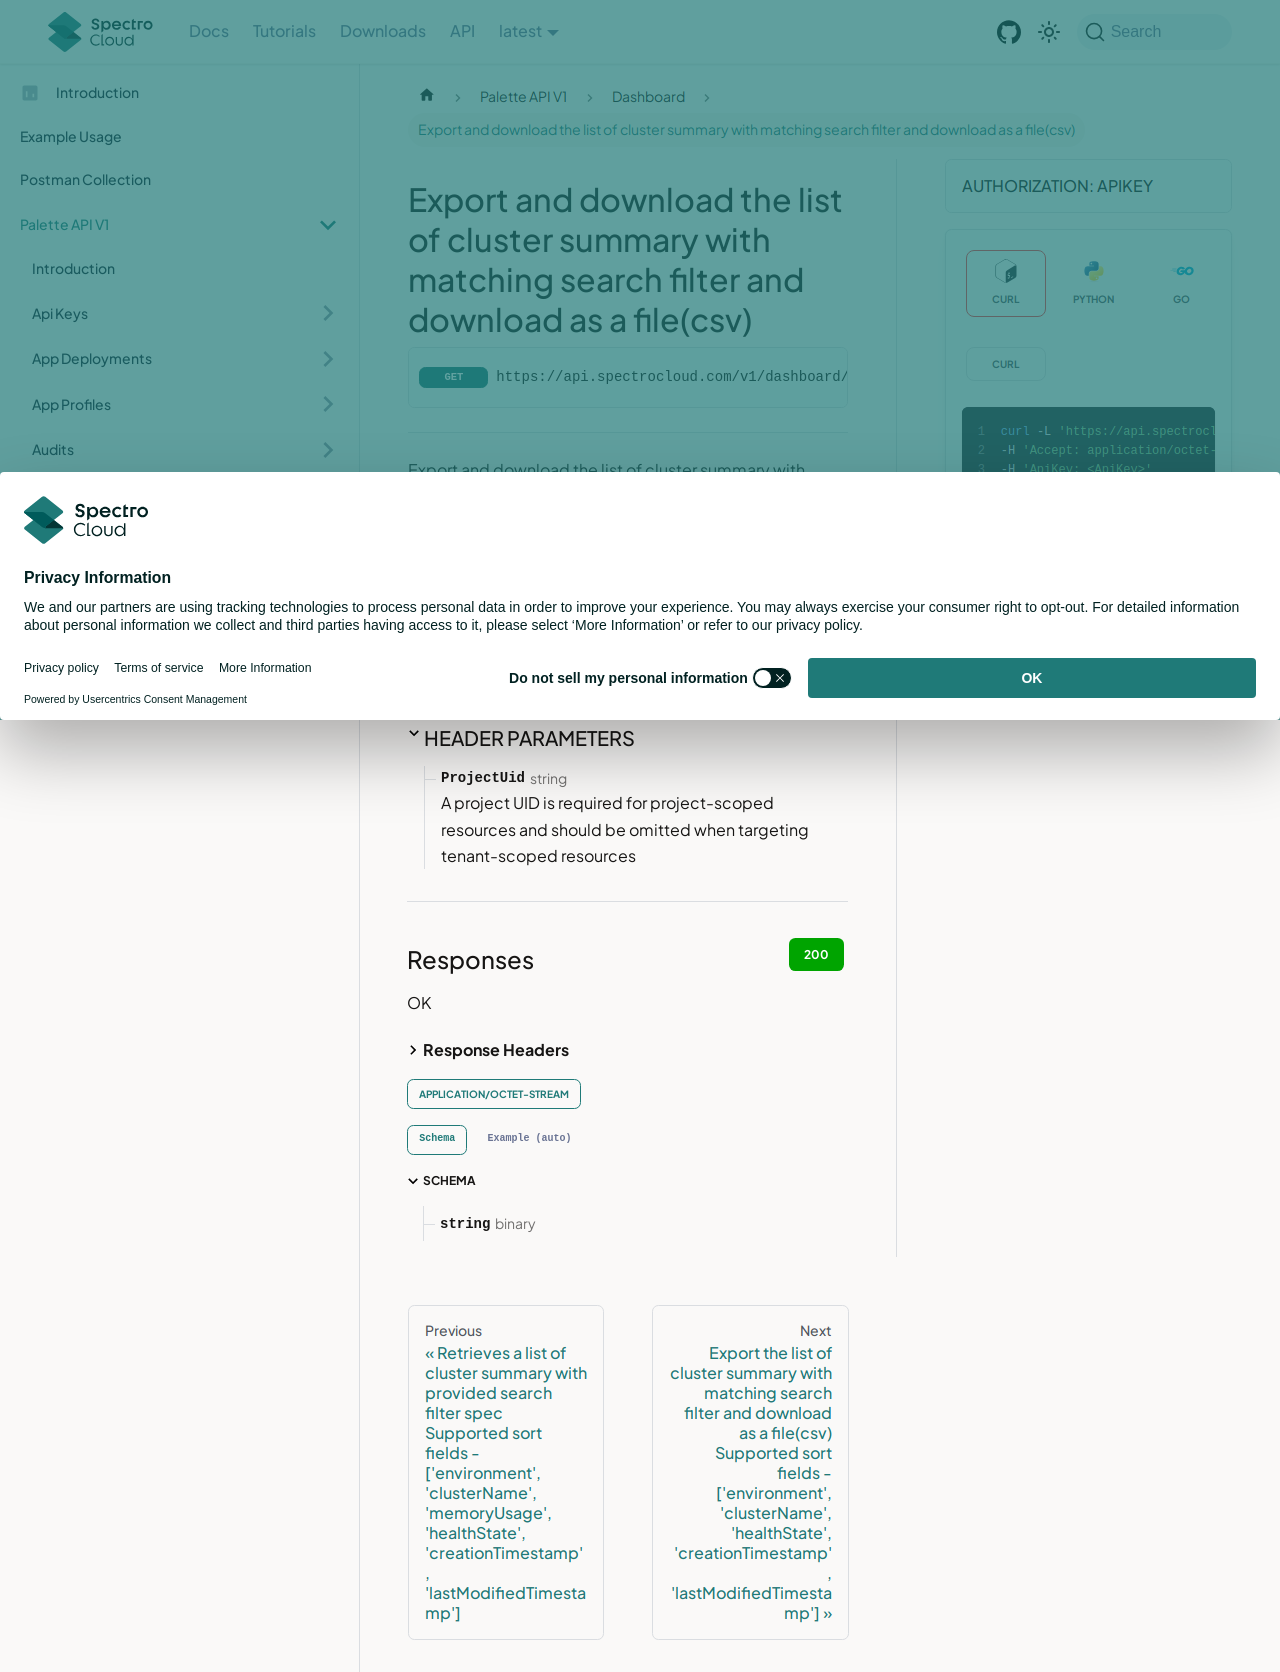 Spectro Cloud
Docs
Tutorials
Downloads
API
latest
Search
Introduction
Example Usage
Postman Collection
Palette API V1
Introduction
Api Keys
App Deployments
App Profiles
Audits
Palette API V1
Dashboard
Export and download the list of cluster summary with matching search filter and download as a file(csv)
Export and download the list
of cluster summary with
matching search filter and
download as a file(csv)
GET https://api.spectrocloud.com/v1/dashboard/
Export and download the list of cluster summary with
AUTHORIZATION: APIKEY
CURL
PYTHON
GO
CURL
1 curl -L 'https://api.spectrocl
2 -H 'Accept: application/octet-
3 -H 'ApiKey: <ApiKey>'
Spectro
Cloud
Privacy Information
We and our partners are using tracking technologies to process personal data in order to improve your experience. You may always exercise your consumer right to opt-out. For detailed information
about personal information we collect and third parties having access to it, please select ‘More Information’ or refer to our privacy policy.
Privacy policy
Terms of service
More Information
Powered by Usercentrics Consent Management
Do not sell my personal information
OK
HEADER PARAMETERS
ProjectUid string
A project UID is required for project-scoped
resources and should be omitted when targeting
tenant-scoped resources
Responses
200
OK
Response Headers
APPLICATION/OCTET-STREAM
Schema
Example (auto)
SCHEMA
string binary
Previous
« Retrieves a list of
cluster summary with
provided search
filter spec
Supported sort
fields -
['environment',
'clusterName',
'memoryUsage',
'healthState',
'creationTimestamp'
,
'lastModifiedTimesta
mp']
Next
Export the list of
cluster summary with
matching search
filter and download
as a file(csv)
Supported sort
fields -
['environment',
'clusterName',
'healthState',
'creationTimestamp'
,
'lastModifiedTimesta
mp'] »